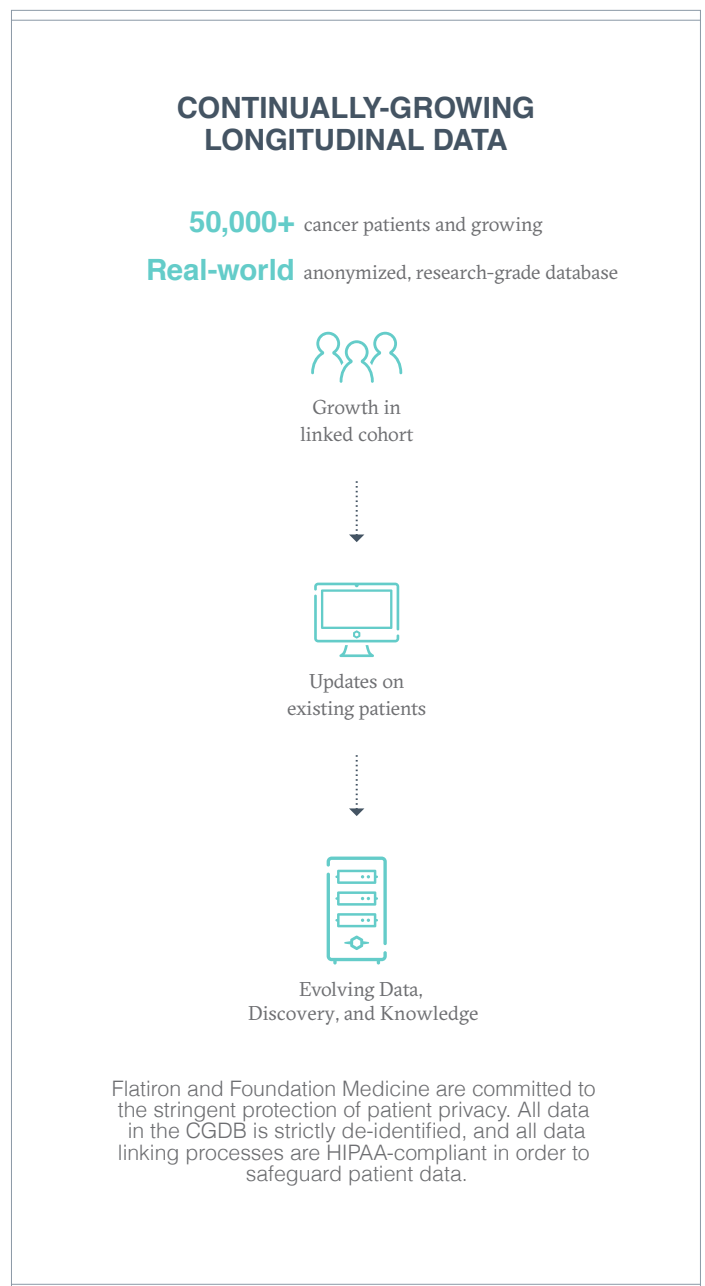 CONTINUALLY-GROWING
LONGITUDINAL DATA
50,000+ cancer patients and growing
Real-world anonymized, research-grade database
Growth in
linked cohort
Updates on
existing patients
Evolving Data,
Discovery, and Knowledge
Flatiron and Foundation Medicine are committed to
the stringent protection of patient privacy. All data
in the CGDB is strictly de-identified, and all data
linking processes are HIPAA-compliant in order to
safeguard patient data.